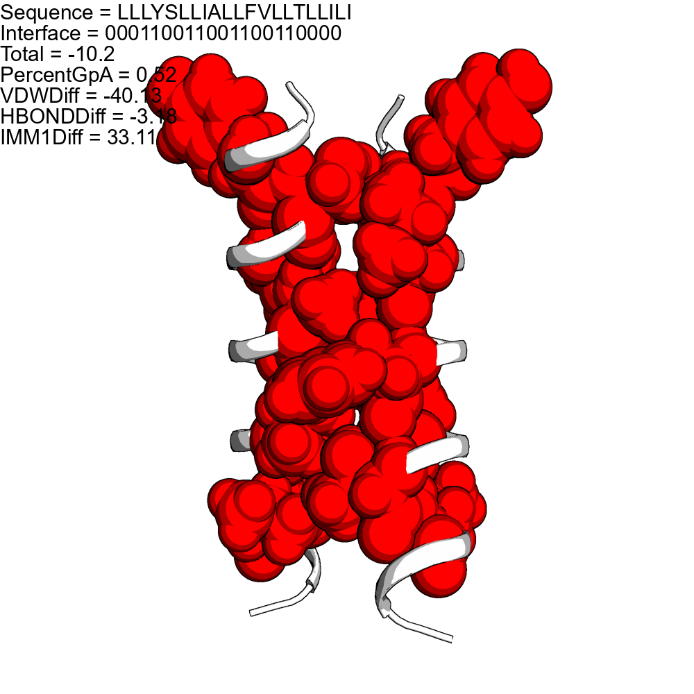 Sequence = LLLYSLLIALLFVLLTLLILI
Interface = 000110011001100110000
Total = -10.2
PercentGpA = 0.52
VDWDiff = -40.13
HBONDDiff = -3.18
IMM1Diff = 33.11